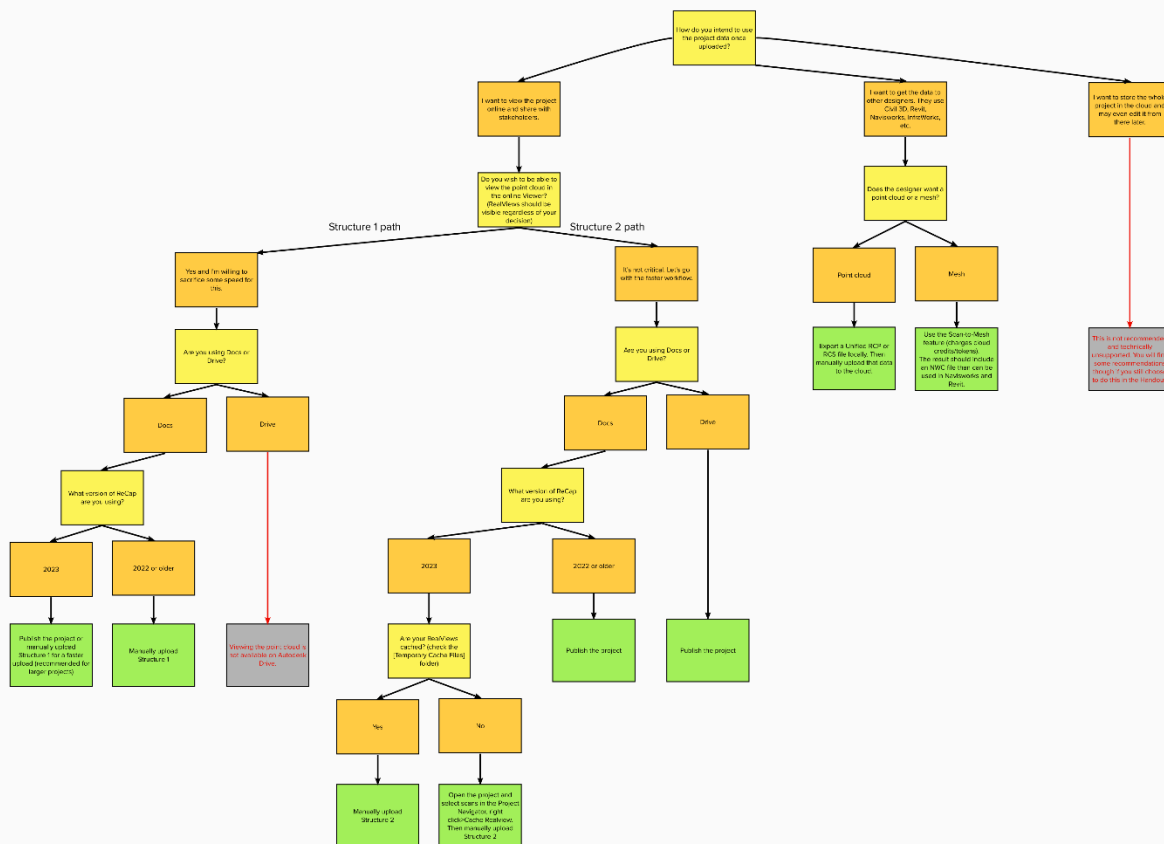 How do you intend to use
the project data once
uploaded?
I want to view the project
online and share with
stakeholders.
I want to get the data to
other designers. They use
Civil 3D, Revit,
Navisworks, InfraWorks,
etc.
I want to store the whole
project in the cloud and
may even edit it from
there later.
Do you wish to be able to
view the point cloud in
the online Viewer?
(RealViews should be
visible regardless of your
decision)
Does the designer want a
point cloud or a mesh?
Structure 1 path
Structure 2 path
Yes and I'm willing to
sacrifice some speed for
this.
It's not critical. Let's go
with the faster workflow.
Point cloud
Mesh
Are you using Docs or
Drive?
Are you using Docs or
Drive?
Export a Unified RCP or
RCS file locally. Then
manually upload that data
to the cloud.
Use the Scan-to-Mesh
feature (charges cloud
credits/tokens).
The result should include
an NWC file than can be
used in Navisworks and
Revit.
This is not recommended
and technically
unsupported. You will find
some recommendations
though if you still choose
to do this in the Handout
Docs
Drive
Docs
Drive
What version of ReCap
are you using?
What version of ReCap
are you using?
2023
2022 or older
2023
2022 or older
Publish the project or
manually upload
Structure 1 for a faster
upload (recommended for
larger projects)
Manually upload
Structure 1
Viewing the point cloud is
not available on Autodesk
Drive.
Are your RealViews
cached? (check the
[Temporary Cache Files]
folder)
Publish the project
Publish the project
Yes
No
Manually upload
Structure 2
Open the project and
select scans in the Project
Navigator, right
click>Cache Realview.
Then manually upload
Structure 2